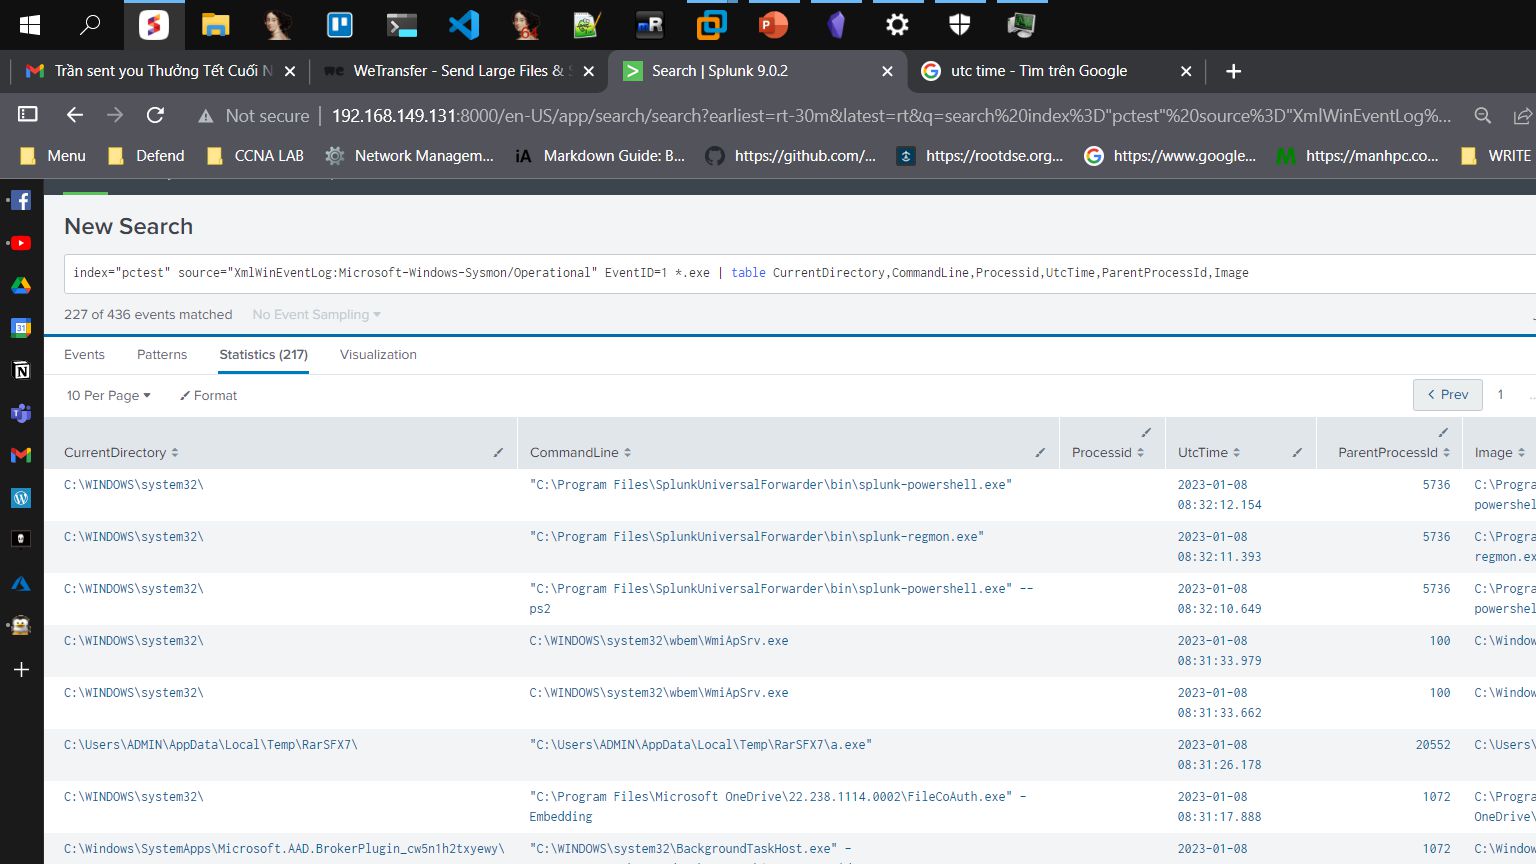 Trần sent you Thưởng Tết Cuối N
WeTransfer - Send Large Files & S
Search | Splunk 9.0.2
utc time - Tìm trên Google
Not secure | 192.168.149.131:8000/en-US/app/search/search?earliest=rt-30m&latest=rt&q=search%20index%3D"pctest"%20source%3D"XmlWinEventLog%...
Menu Defend CCNA LAB Network Managem... Markdown Guide: B... https://github.com/... https://rootdse.org... https://www.google... https://manhpc.co... WRITE
New Search
index="pctest" source="XmlWinEventLog:Microsoft-Windows-Sysmon/Operational" EventID=1 *.exe | table CurrentDirectory,CommandLine,Processid,UtcTime,ParentProcessId,Image
227 of 436 events matched No Event Sampling
Events Patterns Statistics (217) Visualization
10 Per Page Format Prev 1 ...
CurrentDirectory CommandLine Processid UtcTime ParentProcessId Image
C:\WINDOWS\system32\ "C:\Program Files\SplunkUniversalForwarder\bin\splunk-powershell.exe" 2023-01-08 5736 C:\Progra
08:32:12.154 powershel
C:\WINDOWS\system32\ "C:\Program Files\SplunkUniversalForwarder\bin\splunk-regmon.exe" 2023-01-08 5736 C:\Progra
08:32:11.393 regmon.ex
C:\WINDOWS\system32\ "C:\Program Files\SplunkUniversalForwarder\bin\splunk-powershell.exe" -- 2023-01-08 5736 C:\Progra
ps2 08:32:10.649 powershel
C:\WINDOWS\system32\ C:\WINDOWS\system32\wbem\WmiApSrv.exe 2023-01-08 100 C:\Window
08:31:33.979
C:\WINDOWS\system32\ C:\WINDOWS\system32\wbem\WmiApSrv.exe 2023-01-08 100 C:\Window
08:31:33.662
C:\Users\ADMIN\AppData\Local\Temp\RarSFX7\ "C:\Users\ADMIN\AppData\Local\Temp\RarSFX7\a.exe" 2023-01-08 20552 C:\Users\
08:31:26.178
C:\WINDOWS\system32\ "C:\Program Files\Microsoft OneDrive\22.238.1114.0002\FileCoAuth.exe" - 2023-01-08 1072 C:\Progra
Embedding 08:31:17.888 OneDrive\
C:\Windows\SystemApps\Microsoft.AAD.BrokerPlugin_cw5n1h2txyewy\ "C:\WINDOWS\system32\BackgroundTaskHost.exe" - 2023-01-08 1072 C:\Window